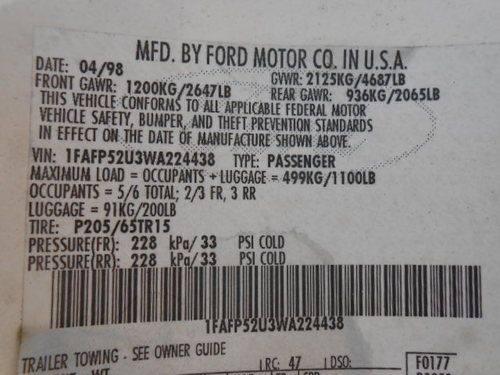 MFD. BY FORD MOTOR CO. IN U.S.A.
DATE: 04/98 GVWR: 2125KG/4687LB
FRONT GAWR: 1200KG/2647LB REAR GAWR: 936KG/2065LB
THIS VEHICLE CONFORMS TO ALL APPLICABLE FEDERAL MOTOR
VEHICLE SAFETY, BUMPER, AND THEFT PREVENTION STANDARDS
IN EFFECT ON THE DATE OF MANUFACTURE SHOWN ABOVE.
VIN: 1FAFP52U3WA224438 TYPE: PASSENGER
MAXIMUM LOAD = OCCUPANTS + LUGGAGE = 499KG/1100LB
OCCUPANTS = 5/6 TOTAL; 2/3 FR, 3 RR
LUGGAGE = 91KG/200LB
TIRE: P205/65TR15
PRESSURE(FR): 228 kPa/ 33 PSI COLD
PRESSURE(RR): 228 kPa/ 33 PSI COLD
1FAFP52U3WA224438
TRAILER TOWING - SEE OWNER GUIDE
RC: 47 DSO: F0177